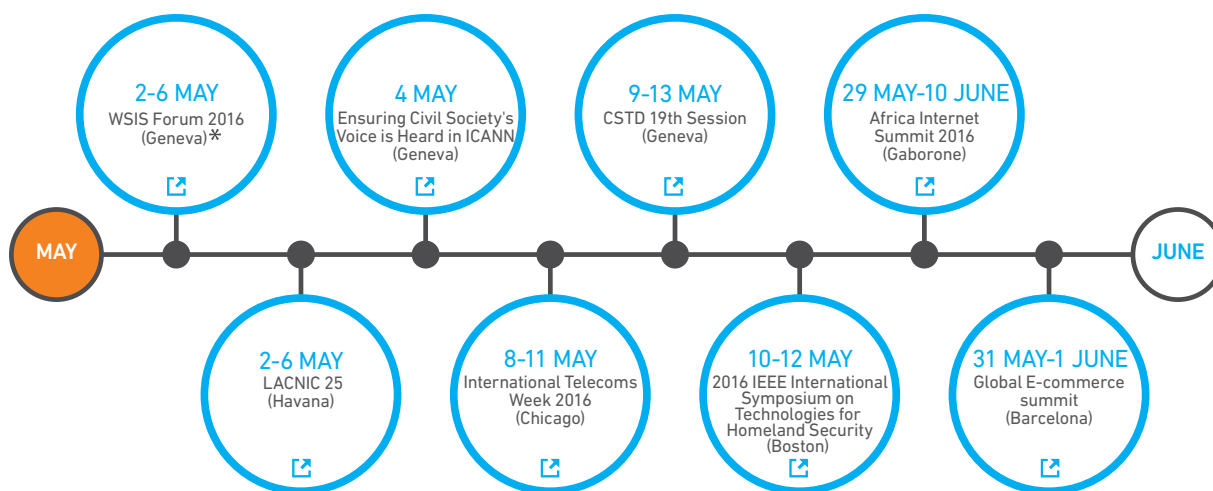 MAY
2-6 MAY
WSIS Forum 2016
(Geneva)*
2-6 MAY
LACNIC 25
(Havana)
4 MAY
Ensuring Civil Society's
Voice is Heard in ICANN
(Geneva)
8-11 MAY
International Telecoms
Week 2016
(Chicago)
9-13 MAY
CSTD 19th Session
(Geneva)
10-12 MAY
2016 IEEE International
Symposium on
Technologies for
Homeland Security
(Boston)
29 MAY-10 JUNE
Africa Internet
Summit 2016
(Gaborone)
31 MAY-1 JUNE
Global E-commerce
summit
(Barcelona)
JUNE